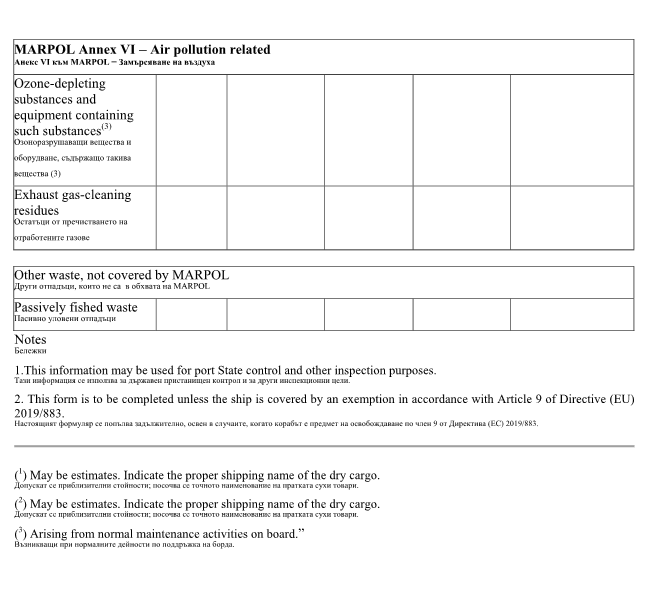 MARPOL Annex VI – Air pollution related
Анекс VI към MARPOL – Замърсяване на въздуха
Ozone-depleting
substances and
equipment containing
such substances(3)
Озоноразрушаващи вещества и
оборудване, съдържащо такива
вещества (3)
Exhaust gas-cleaning
residues
Остатъци от пречистването на
отработените газове
Other waste, not covered by MARPOL
Други отпадъци, които не са в обхвата на MARPOL
Passively fished waste
Пасивно уловени отпадъци
Notes
Бележки
1.This information may be used for port State control and other inspection purposes.
Тази информация се използва за държавен пристанищен контрол и за други инспекционни цели.
2. This form is to be completed unless the ship is covered by an exemption in accordance with Article 9 of Directive (EU)
2019/883.
Настоящият формуляр се попълва задължително, освен в случаите, когато корабът е предмет на освобождаване по член 9 от Директива (ЕС) 2019/883.
(1) May be estimates. Indicate the proper shipping name of the dry cargo.
Допускат се приблизителни стойности; посочва се точното наименование на пратката сухи товари.
(2) May be estimates. Indicate the proper shipping name of the dry cargo.
Допускат се приблизителни стойности; посочва се точното наименование на пратката сухи товари.
(3) Arising from normal maintenance activities on board.”
Възникващи при нормалните дейности по поддръжка на борда.